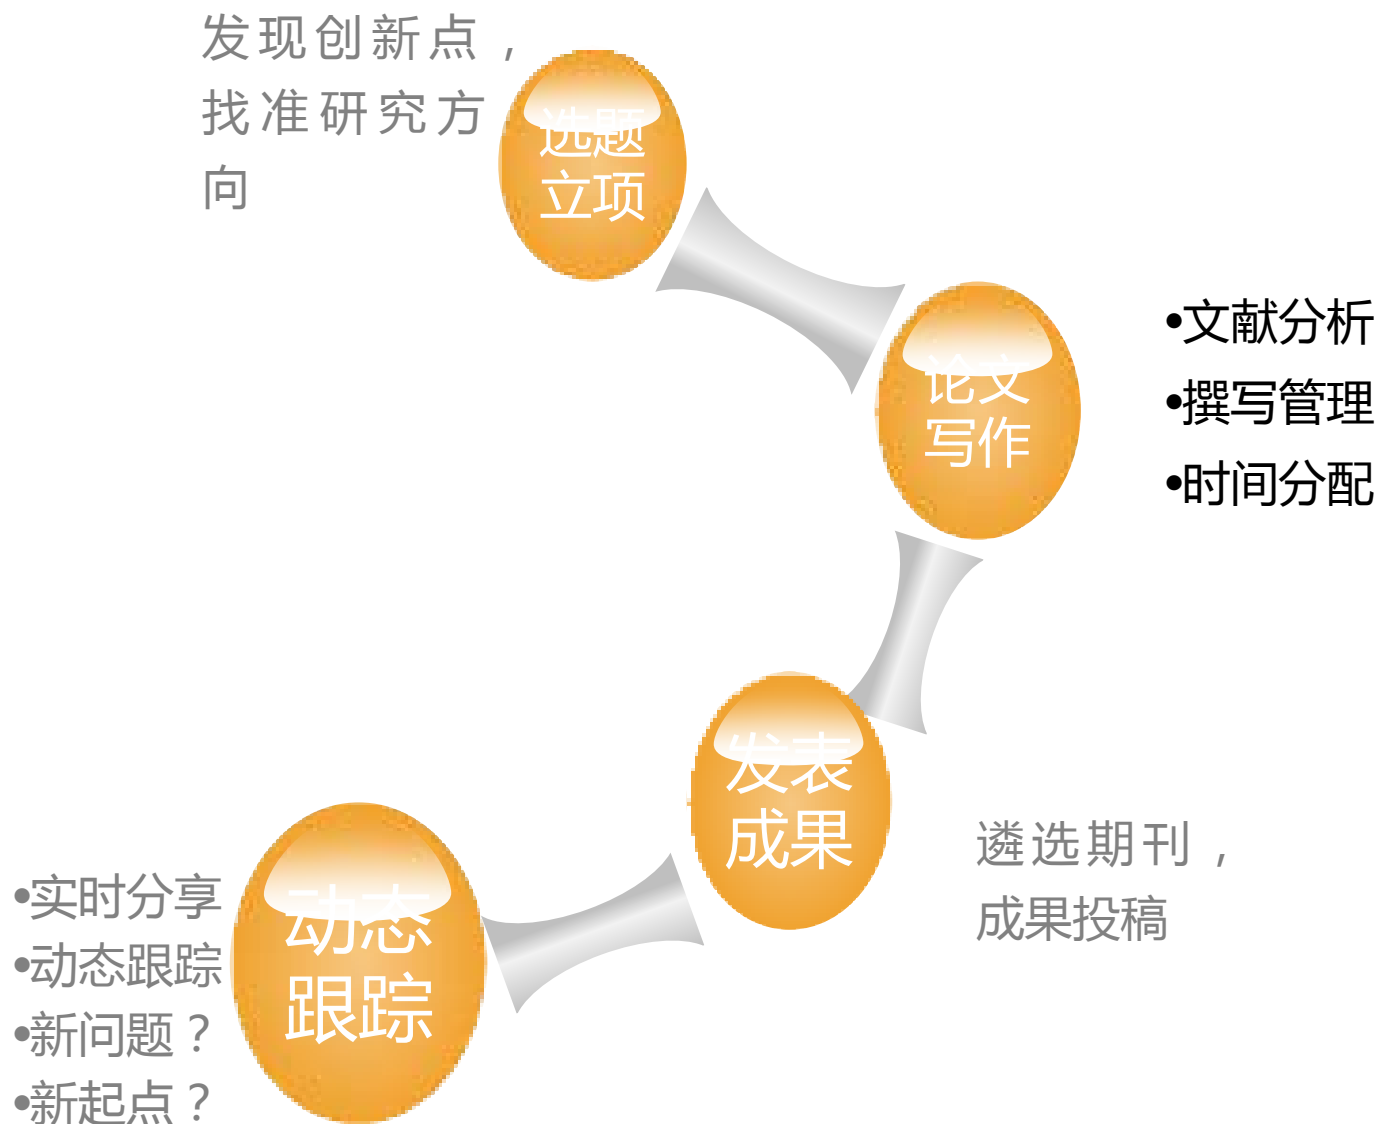 发现创新点，
找准研究方
向
选题
立项
论文
写作
•文献分析
•撰写管理
•时间分配
发表
成果
遴选期刊，
成果投稿
动态
跟踪
•实时分享
•动态跟踪
•新问题？
•新起点？